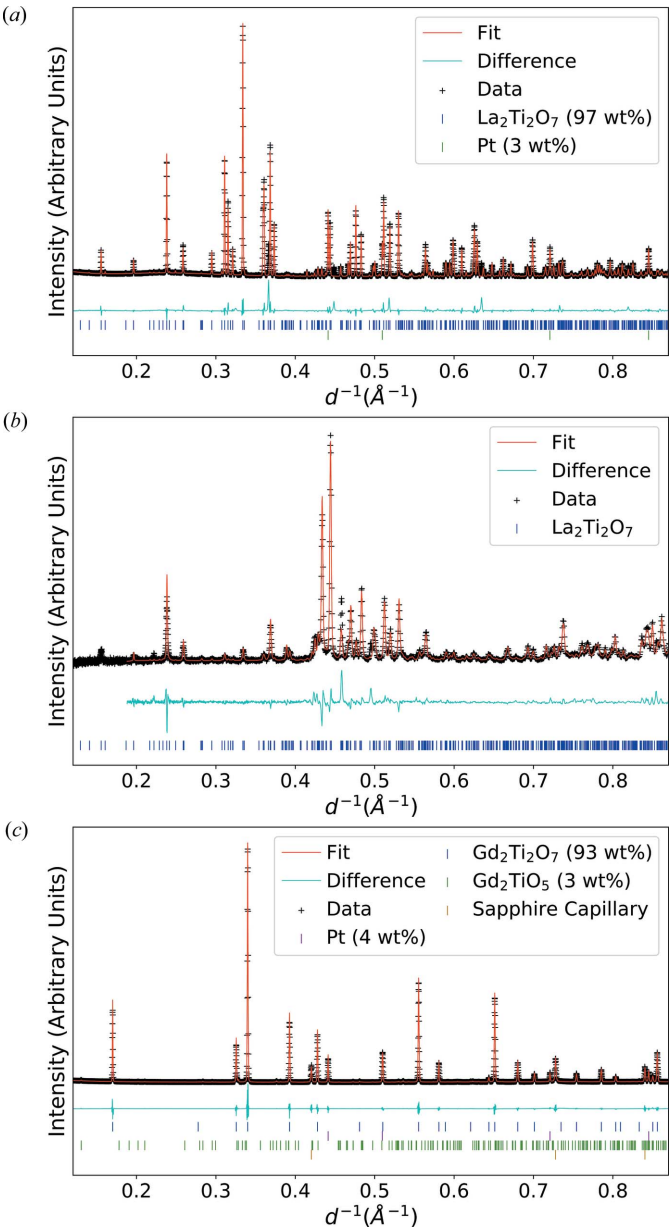 (a)
Intensity (Arbitrary Units)
Fit
Difference
Data
La₂Ti₂O₇ (97 wt%)
Pt (3 wt%)
0.2 0.3 0.4 0.5 0.6 0.7 0.8
d⁻¹(Å⁻¹)
(b)
Intensity (Arbitrary Units)
Fit
Difference
Data
La₂Ti₂O₇
0.2 0.3 0.4 0.5 0.6 0.7 0.8
d⁻¹(Å⁻¹)
(c)
Intensity (Arbitrary Units)
Fit
Difference
Data
Pt (4 wt%)
Gd₂Ti₂O₇ (93 wt%)
Gd₂TiO₅ (3 wt%)
Sapphire Capillary
0.2 0.3 0.4 0.5 0.6 0.7 0.8
d⁻¹(Å⁻¹)